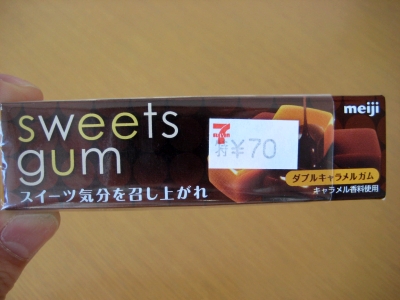 meiji
sweets
gum
スイーツ気分を召し上がれ
7
特¥70
ダブルキャラメルガム
キャラメル香料使用